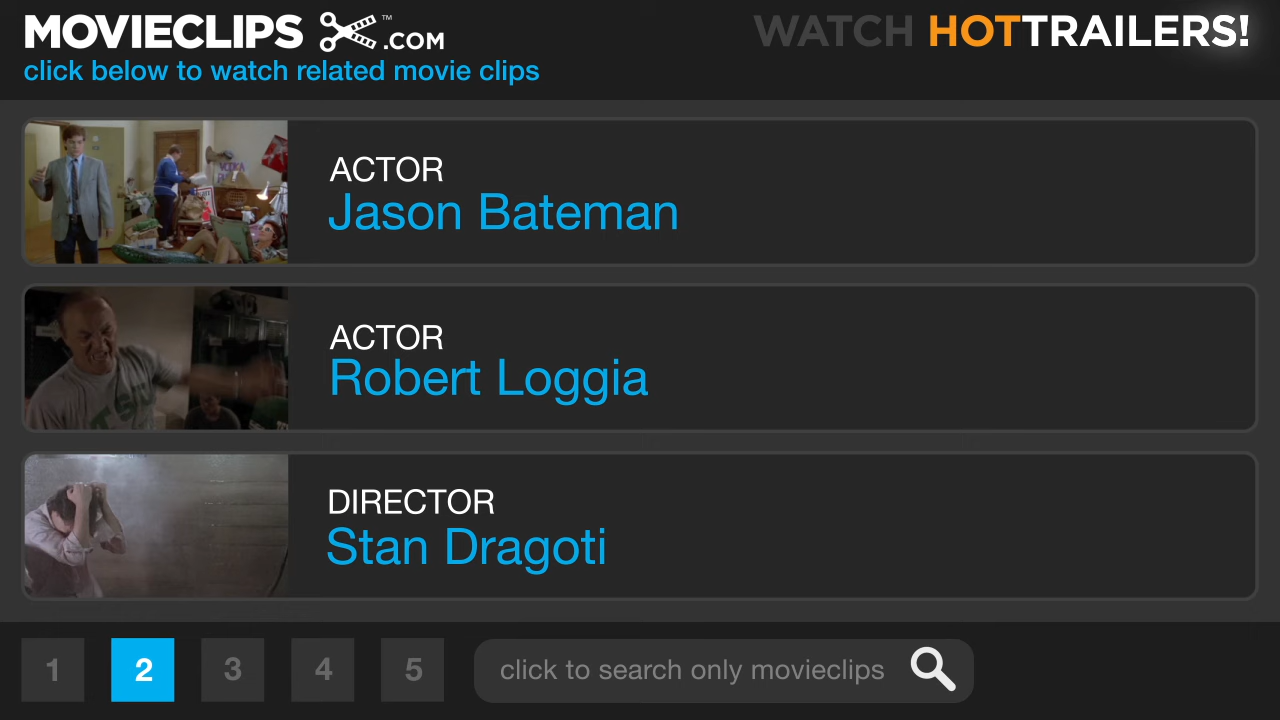 MOVIECLIPS ™ .COM
WATCH HOTTRAILERS!
click below to watch related movie clips
ACTOR
Jason Bateman
ACTOR
Robert Loggia
DIRECTOR
Stan Dragoti
1 2 3 4 5
click to search only movieclips